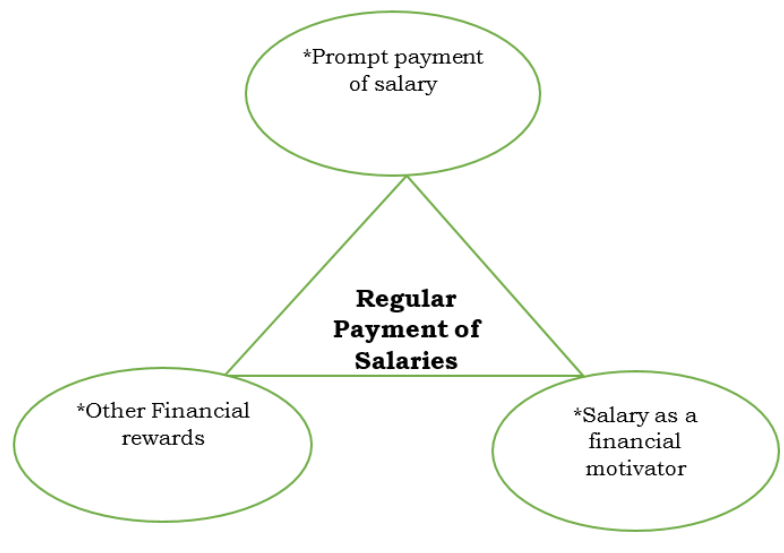 *Prompt payment
of salary
Regular
Payment of
Salaries
*Other Financial
rewards
*Salary as a
financial
motivator